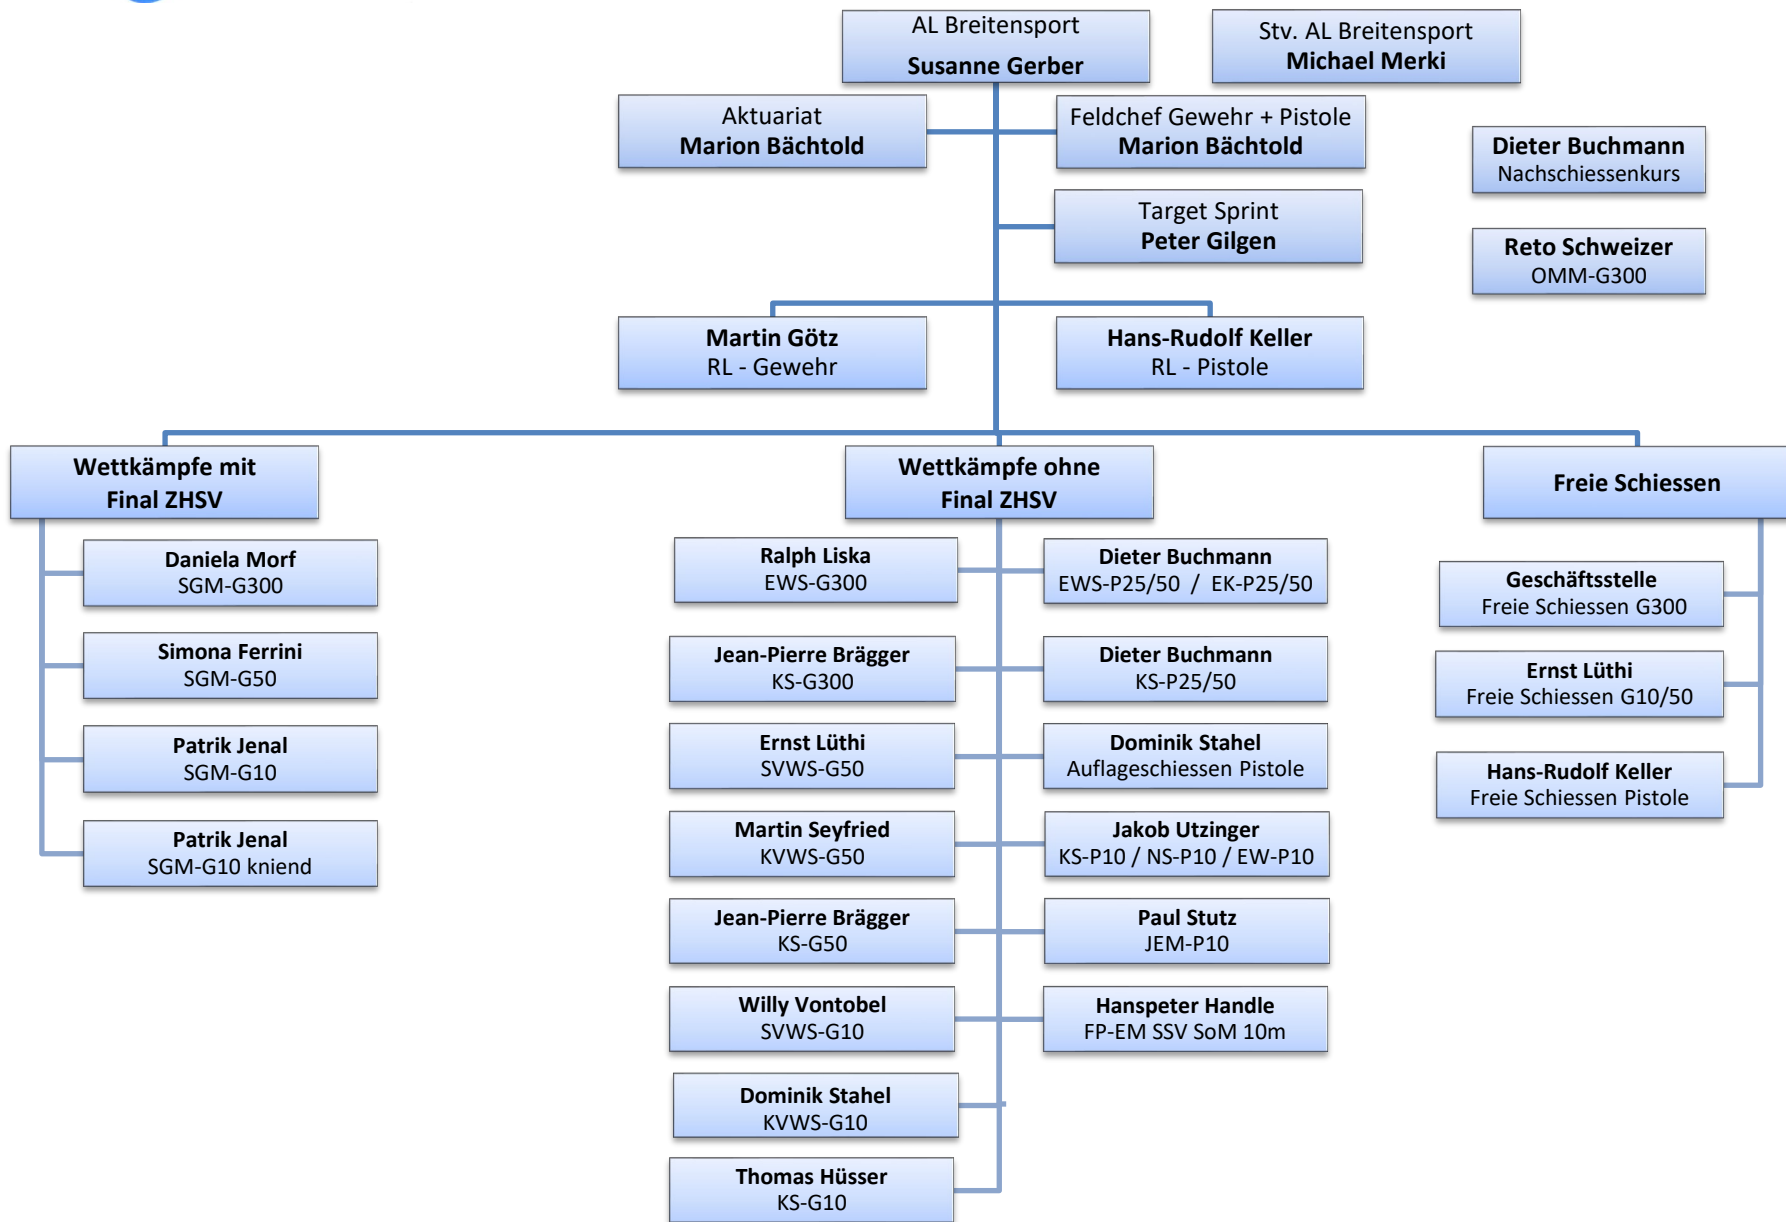 AL Breitensport
Susanne Gerber
Stv. AL Breitensport
Michael Merki
Aktuariat
Marion Bächtold
Feldchef Gewehr + Pistole
Marion Bächtold
Dieter Buchmann
Nachschiessenkurs
Target Sprint
Peter Gilgen
Reto Schweizer
OMM-G300
Martin Götz
RL - Gewehr
Hans-Rudolf Keller
RL - Pistole
Wettkämpfe mit
Final ZHSV
Daniela Morf
SGM-G300
Simona Ferrini
SGM-G50
Patrik Jenal
SGM-G10
Patrik Jenal
SGM-G10 kniend
Wettkämpfe ohne
Final ZHSV
Ralph Liska
EWS-G300
Dieter Buchmann
EWS-P25/50 / EK-P25/50
Jean-Pierre Brägger
KS-G300
Dieter Buchmann
KS-P25/50
Ernst Lüthi
SVWS-G50
Dominik Stahel
Auflageschiessen Pistole
Martin Seyfried
KVWS-G50
Jakob Utzinger
KS-P10 / NS-P10 / EW-P10
Jean-Pierre Brägger
KS-G50
Paul Stutz
JEM-P10
Willy Vontobel
SVWS-G10
Hanspeter Handle
FP-EM SSV SoM 10m
Dominik Stahel
KVWS-G10
Thomas Hüsser
KS-G10
Freie Schiessen
Geschäftsstelle
Freie Schiessen G300
Ernst Lüthi
Freie Schiessen G10/50
Hans-Rudolf Keller
Freie Schiessen Pistole